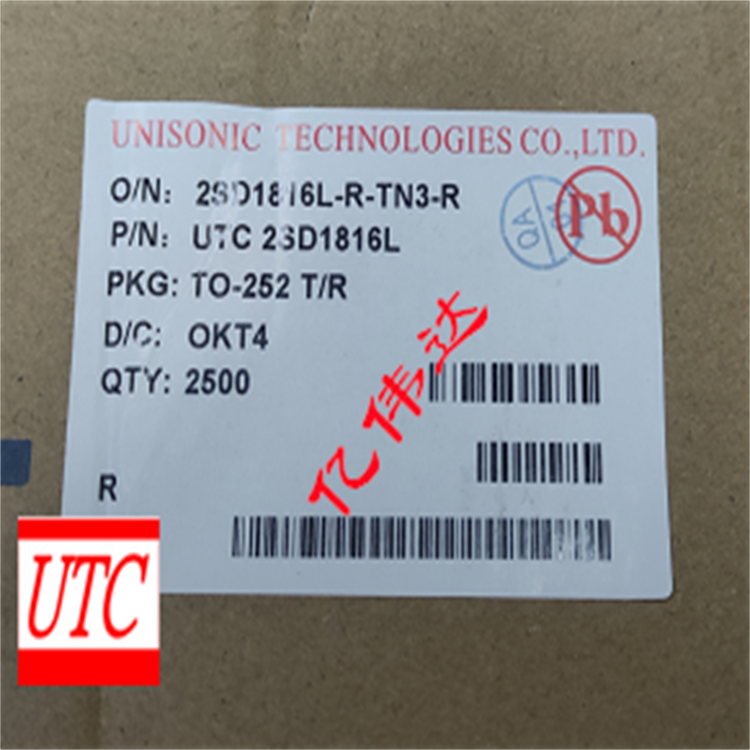 UNISONIC TECHNOLOGIES CO.,LTD.
O/N: 2SD1816L-R-TN3-R
P/N: UTC 2SD1816L
PKG: TO-252 T/R
D/C: OKT4
QTY: 2500
R
QA
Pb
亿伟达
UTC